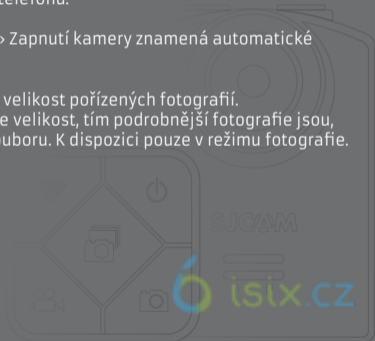 telefonu.
› Zapnutí kamery znamená automatické
velikost pořízených fotografií.
e velikost, tím podrobnější fotografie jsou,
ouboru. K dispozici pouze v režimu fotografie.
SJCAM
isix.cz